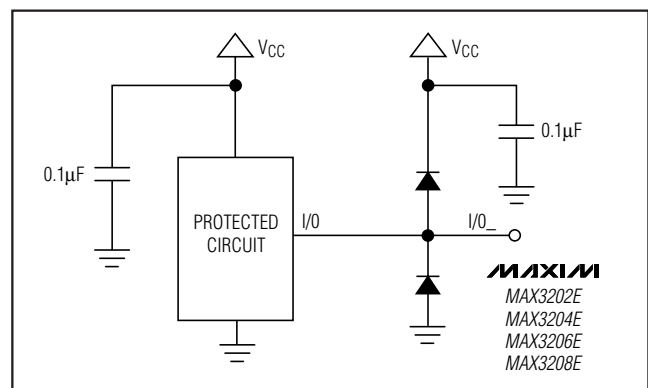 VCC
VCC
0.1µF
0.1µF
PROTECTED
CIRCUIT
I/0
I/0_
MAXIM
MAX3202E
MAX3204E
MAX3206E
MAX3208E